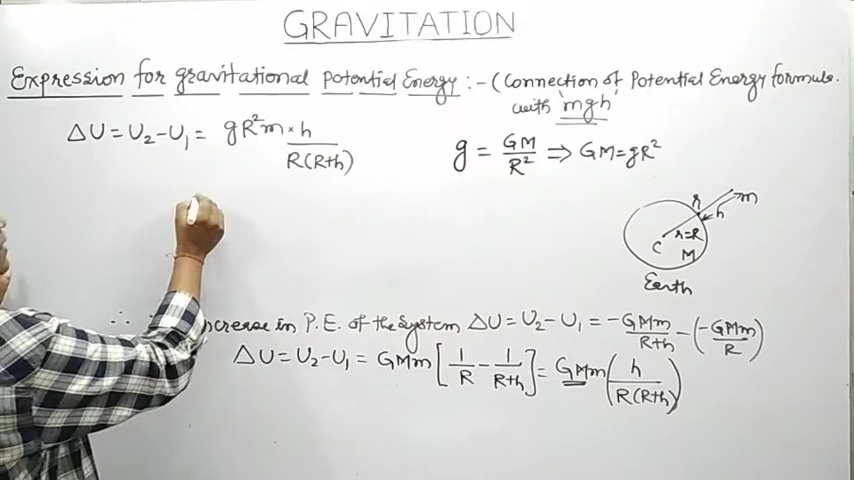 GRAVITATION
Expression for gravitational Potential Energy :- (Connection of Potential Energy formula.
with 'mgh'
ΔU = U₂ - U₁ = gR²m × h / R(R+h)
g = GM/R² ⇒ GM = gR²
r
m
h
r=R
C
M
Earth
in P.E. of the System ΔU = U₂ - U₁ = -GMm/R+h - (-GMm/R)
ΔU = U₂ - U₁ = GMm [1/R - 1/R+h] = GMm (h/R(R+h))